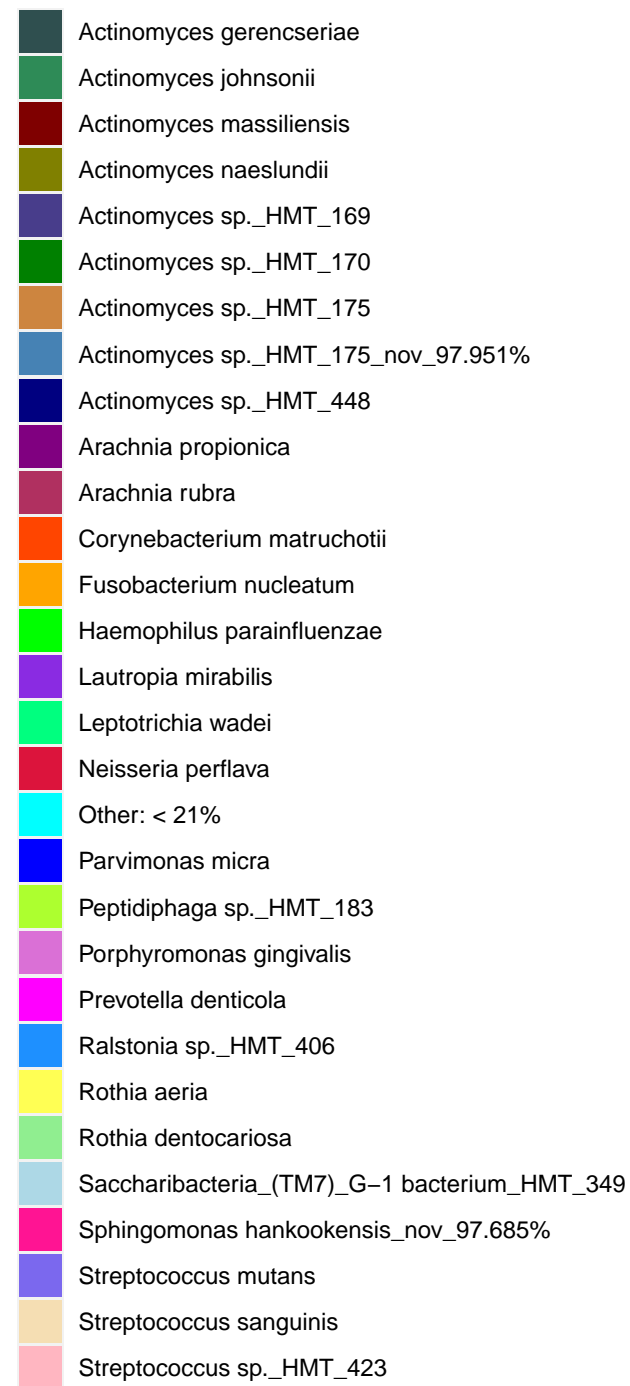 Actinomyces gerencseriae
Actinomyces johnsonii
Actinomyces massiliensis
Actinomyces naeslundii
Actinomyces sp._HMT_169
Actinomyces sp._HMT_170
Actinomyces sp._HMT_175
Actinomyces sp._HMT_175_nov_97.951%
Actinomyces sp._HMT_448
Arachnia propionica
Arachnia rubra
Corynebacterium matruchotii
Fusobacterium nucleatum
Haemophilus parainfluenzae
Lautropia mirabilis
Leptotrichia wadei
Neisseria perflava
Other: < 21%
Parvimonas micra
Peptidiphaga sp._HMT_183
Porphyromonas gingivalis
Prevotella denticola
Ralstonia sp._HMT_406
Rothia aeria
Rothia dentocariosa
Saccharibacteria_(TM7)_G−1 bacterium_HMT_349
Sphingomonas hankookensis_nov_97.685%
Streptococcus mutans
Streptococcus sanguinis
Streptococcus sp._HMT_423